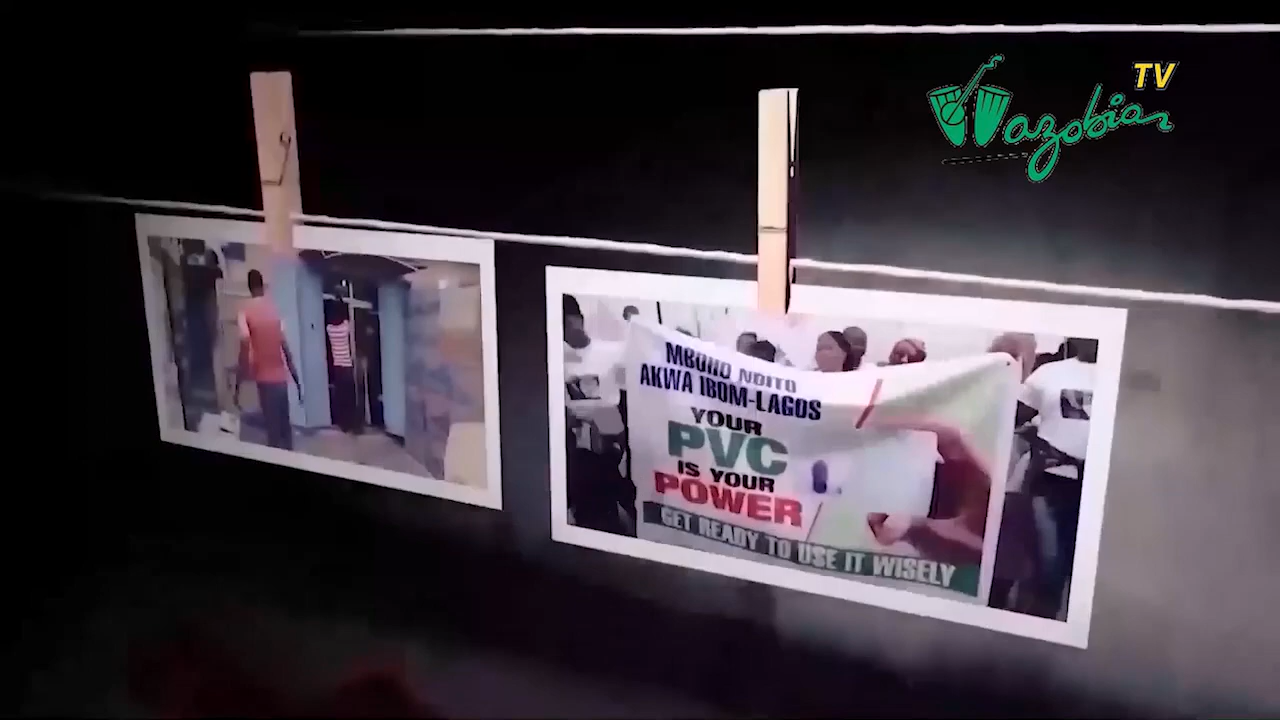 TV
Wazobia
MBOHO NDITO
AKWA IBOM-LAGOS
YOUR
PVC
IS YOUR
POWER
GET READY TO USE IT WISELY